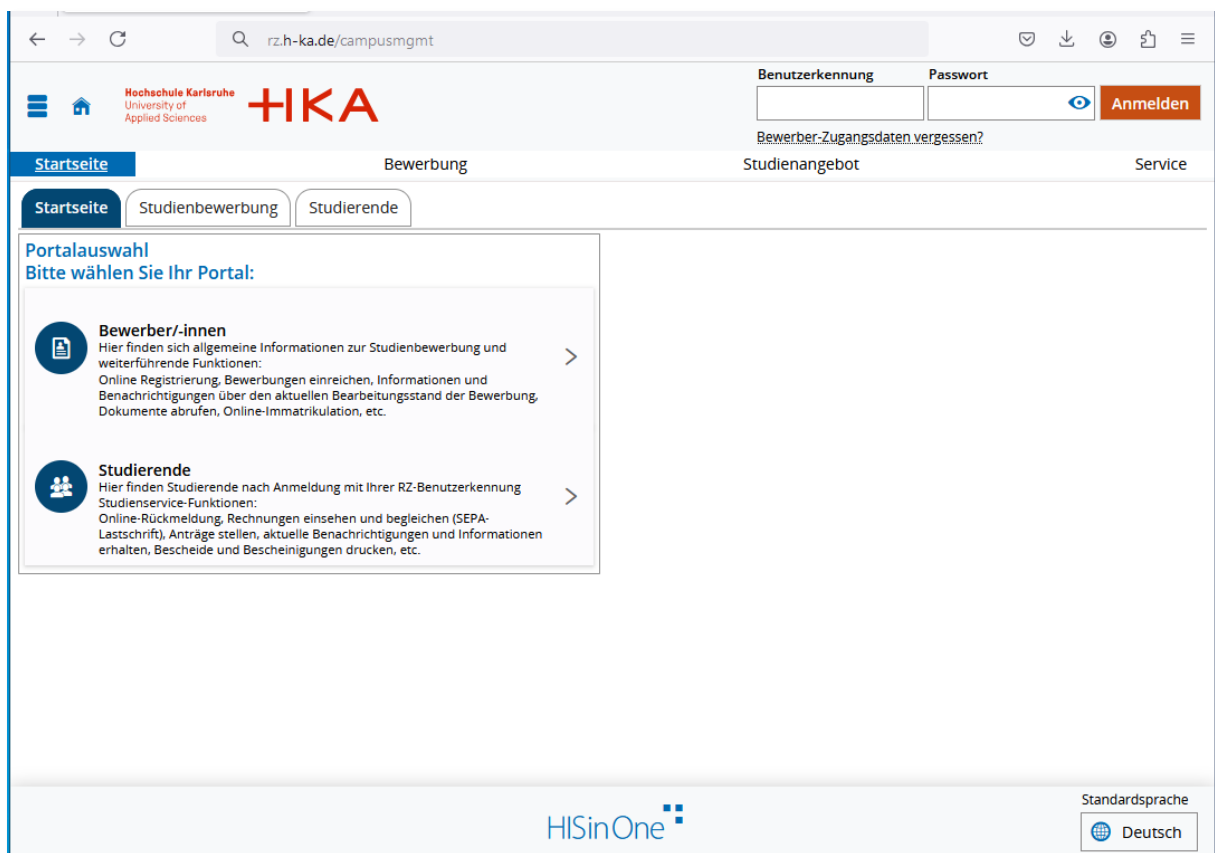 rz.h-ka.de/campusmgmt
Hochschule Karlsruhe
University of
Applied Sciences
HKA
Benutzerkennung
Passwort
Anmelden
Bewerber-Zugangsdaten vergessen?
Startseite
Bewerbung
Studienangebot
Service
Startseite
Studienbewerbung
Studierende
Portalauswahl
Bitte wählen Sie Ihr Portal:
Bewerber/-innen
Hier finden sich allgemeine Informationen zur Studienbewerbung und
weiterführende Funktionen:
Online Registrierung, Bewerbungen einreichen, Informationen und
Benachrichtigungen über den aktuellen Bearbeitungsstand der Bewerbung,
Dokumente abrufen, Online-Immatrikulation, etc.
Studierende
Hier finden Studierende nach Anmeldung mit Ihrer RZ-Benutzerkennung
Studienservice-Funktionen:
Online-Rückmeldung, Rechnungen einsehen und begleichen (SEPA-
Lastschrift), Anträge stellen, aktuelle Benachrichtigungen und Informationen
erhalten, Bescheide und Bescheinigungen drucken, etc.
HISinOne
Standardsprache
Deutsch